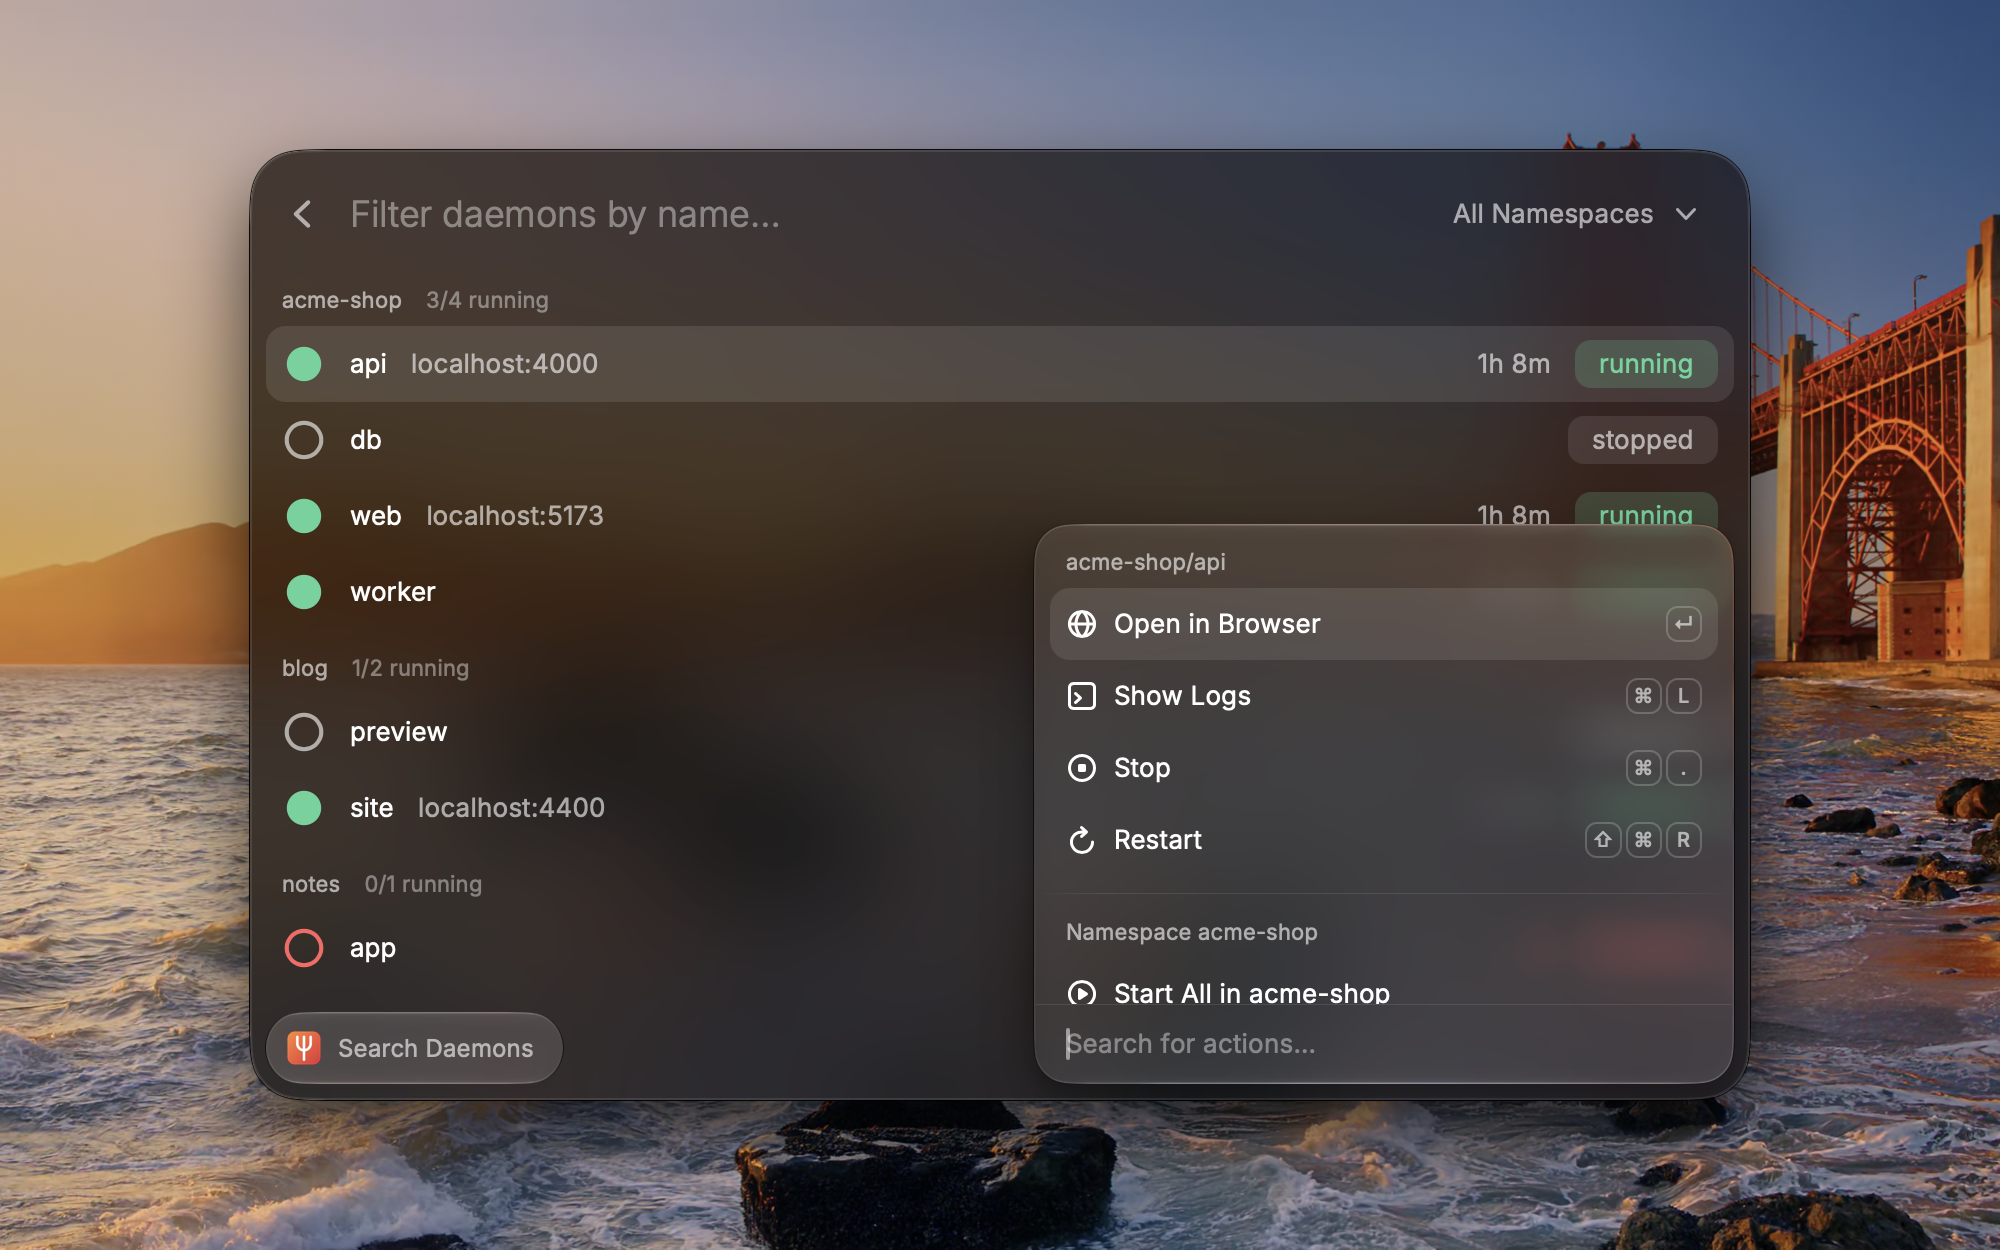 Filter daemons by name...
All Namespaces
acme-shop 3/4 running
api localhost:4000 1h 8m running
db stopped
web localhost:5173 1h 8m running
worker
blog 1/2 running
preview
site localhost:4400
notes 0/1 running
app
Search Daemons
acme-shop/api
Open in Browser ↵
Show Logs ⌘ L
Stop ⌘ .
Restart ⇧ ⌘ R
Namespace acme-shop
Start All in acme-shop
Search for actions...